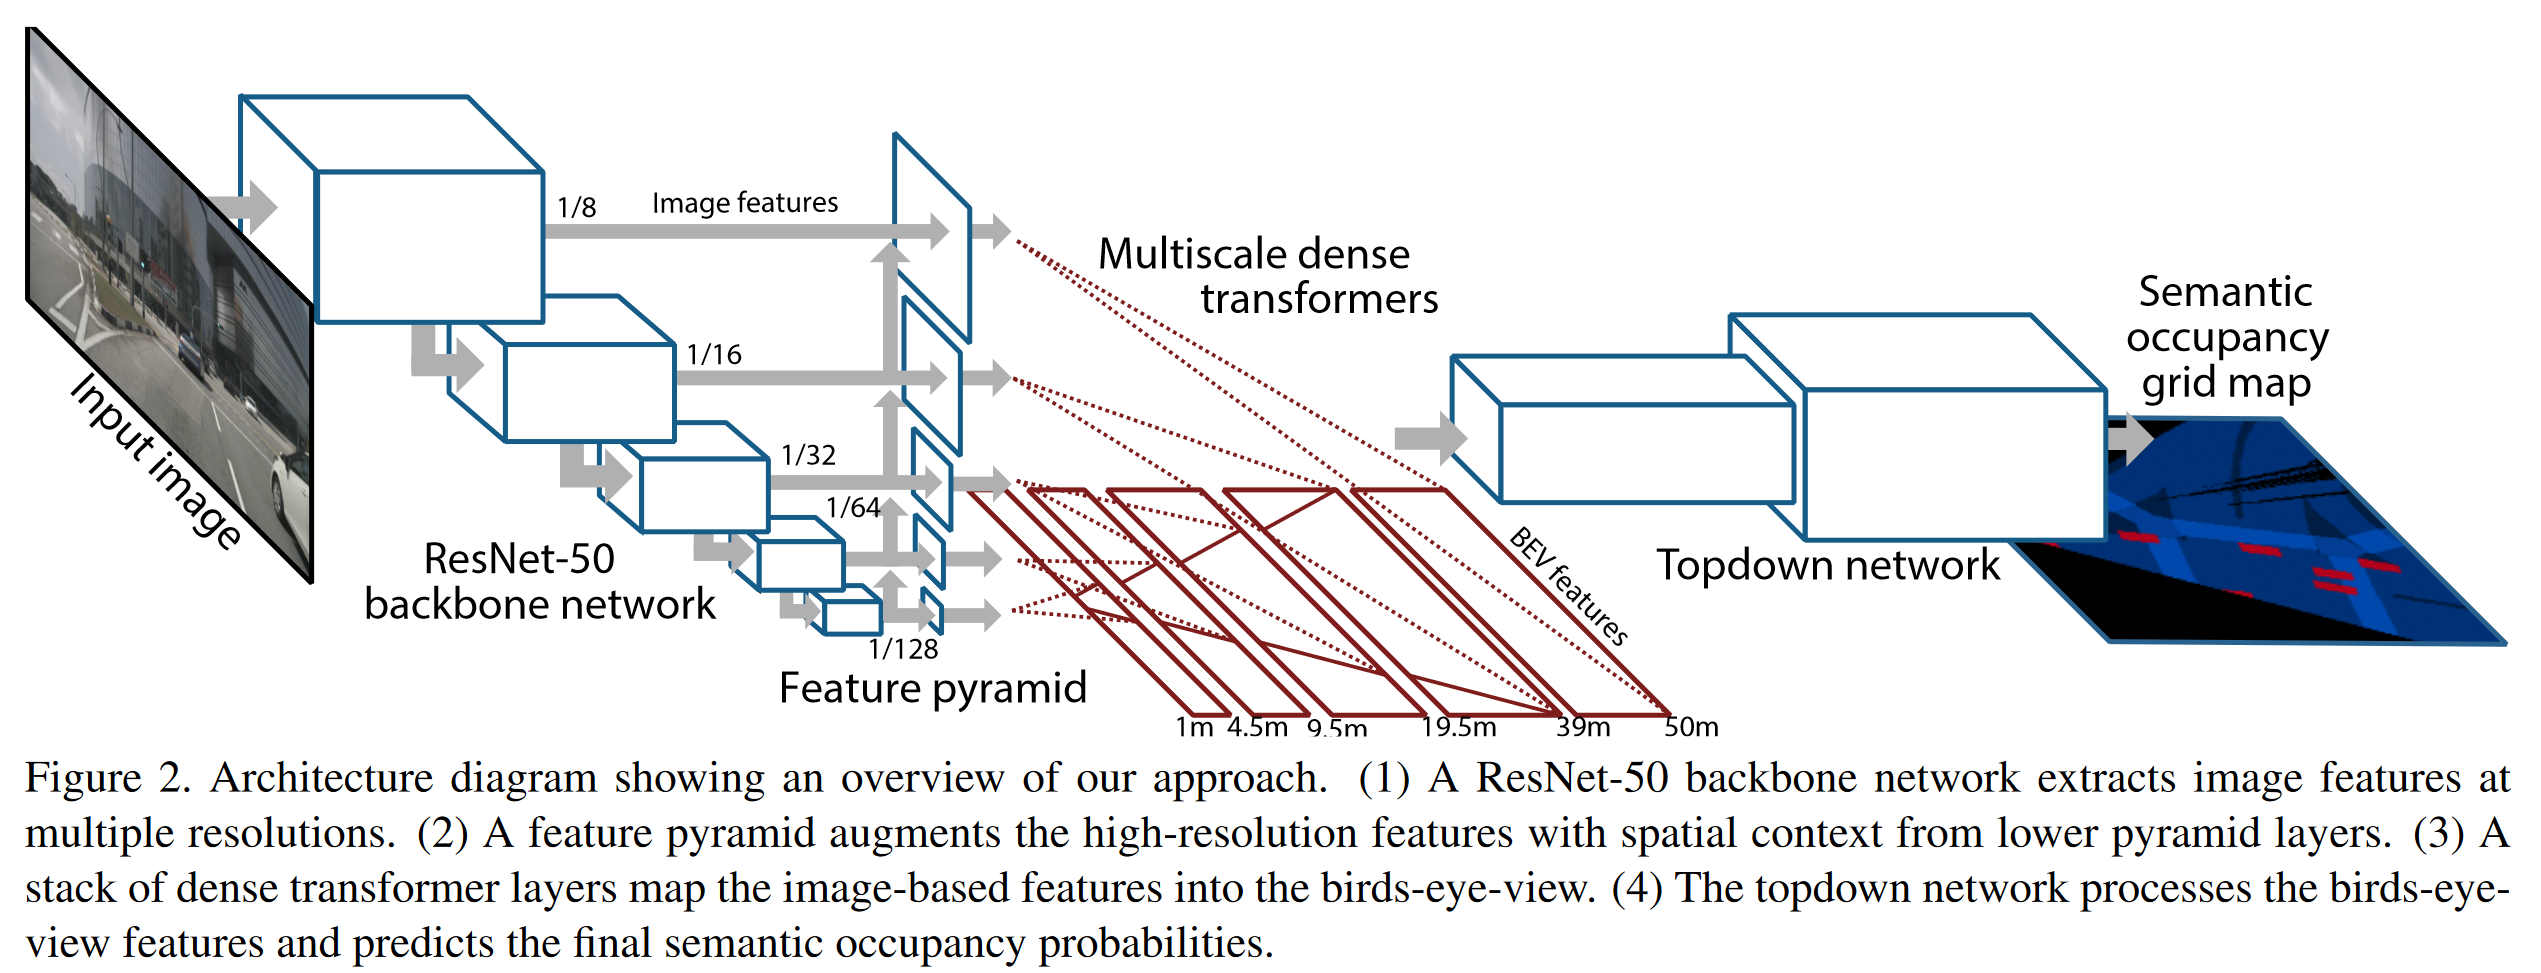 Input image
1/8
Image features
1/16
1/32
1/64
1/128
ResNet-50
backbone network
Feature pyramid
Multiscale dense
transformers
BEV features
1m
4.5m
9.5m
19.5m
39m
50m
Topdown network
Semantic
occupancy
grid map
Figure 2. Architecture diagram showing an overview of our approach. (1) A ResNet-50 backbone network extracts image features at
multiple resolutions. (2) A feature pyramid augments the high-resolution features with spatial context from lower pyramid layers. (3) A
stack of dense transformer layers map the image-based features into the birds-eye-view. (4) The topdown network processes the birds-eye-
view features and predicts the final semantic occupancy probabilities.